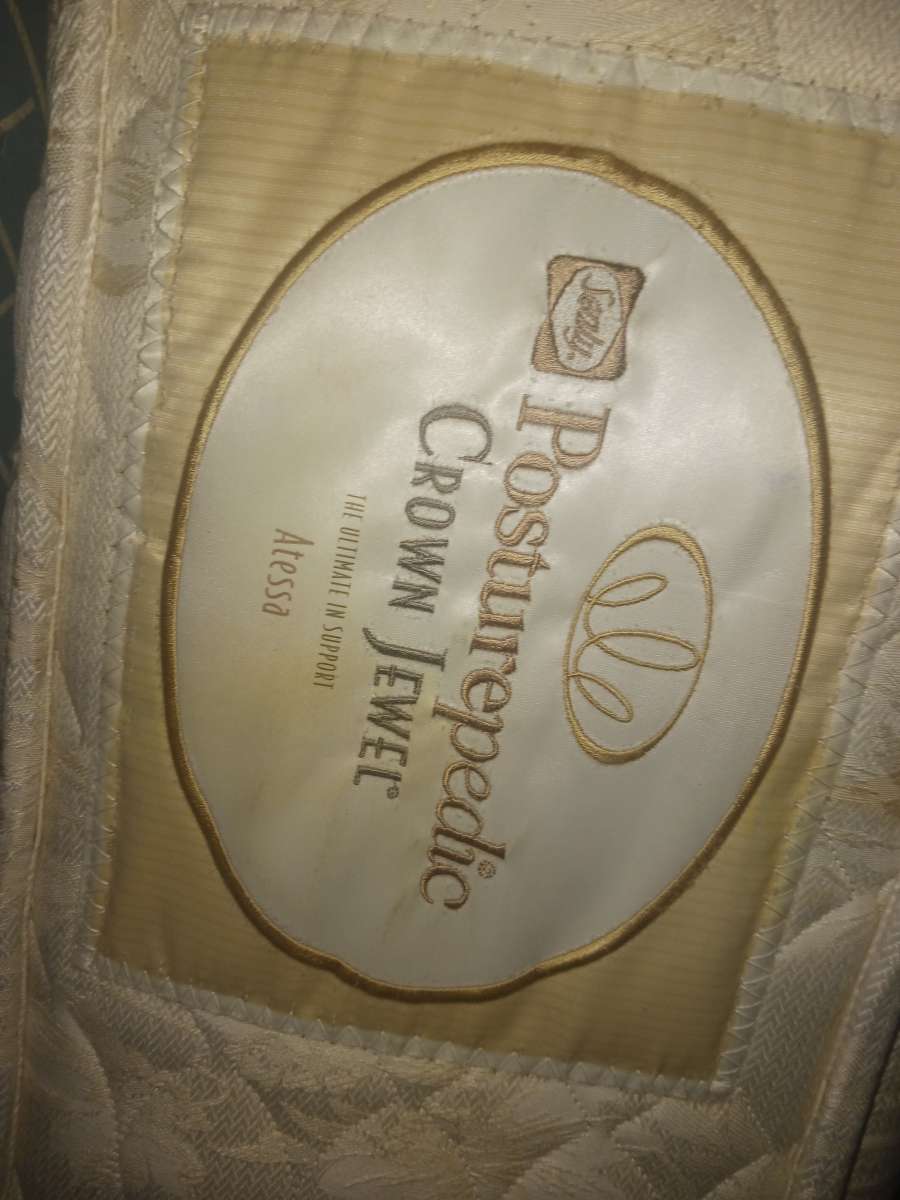 Sealy®
Posturepedic®
CROWN JEWEL®
THE ULTIMATE IN SUPPORT
Atessa